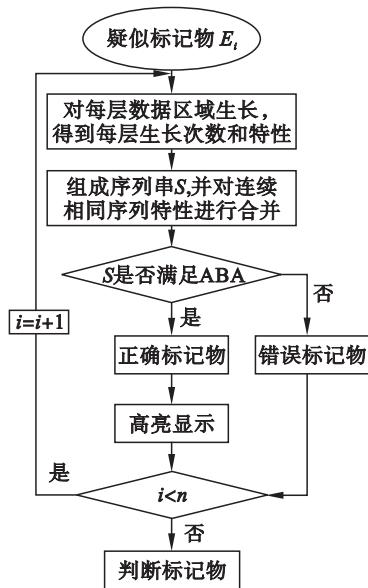 疑似标记物 Ei
对每层数据区域生长,
得到每层生长次数和特性
组成序列串S,并对连续
相同序列特性进行合并
S是否满足ABA
否
是
i=i+1
正确标记物
错误标记物
高亮显示
是
i<n
否
判断标记物